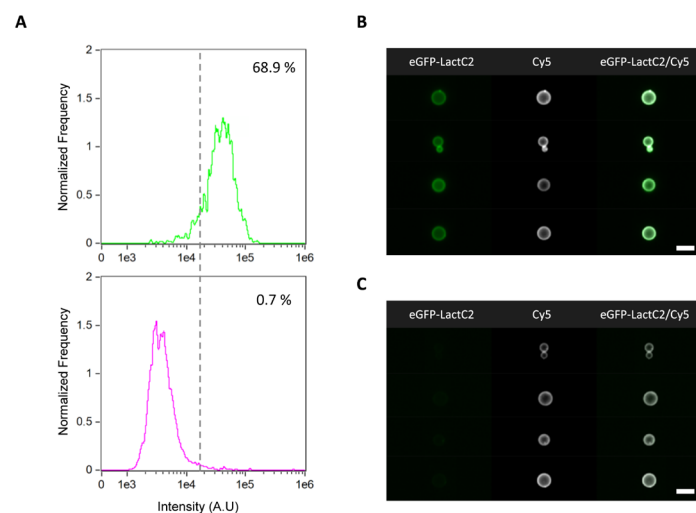 A
2
68.9 %
1.5
1
0.5
0
Normalized Frequency
0 1e3 1e4 1e5 1e6
2
0.7 %
1.5
1
0.5
0
Normalized Frequency
0 1e3 1e4 1e5 1e6
Intensity (A.U)
B
eGFP-LactC2 Cy5 eGFP-LactC2/Cy5
C
eGFP-LactC2 Cy5 eGFP-LactC2/Cy5